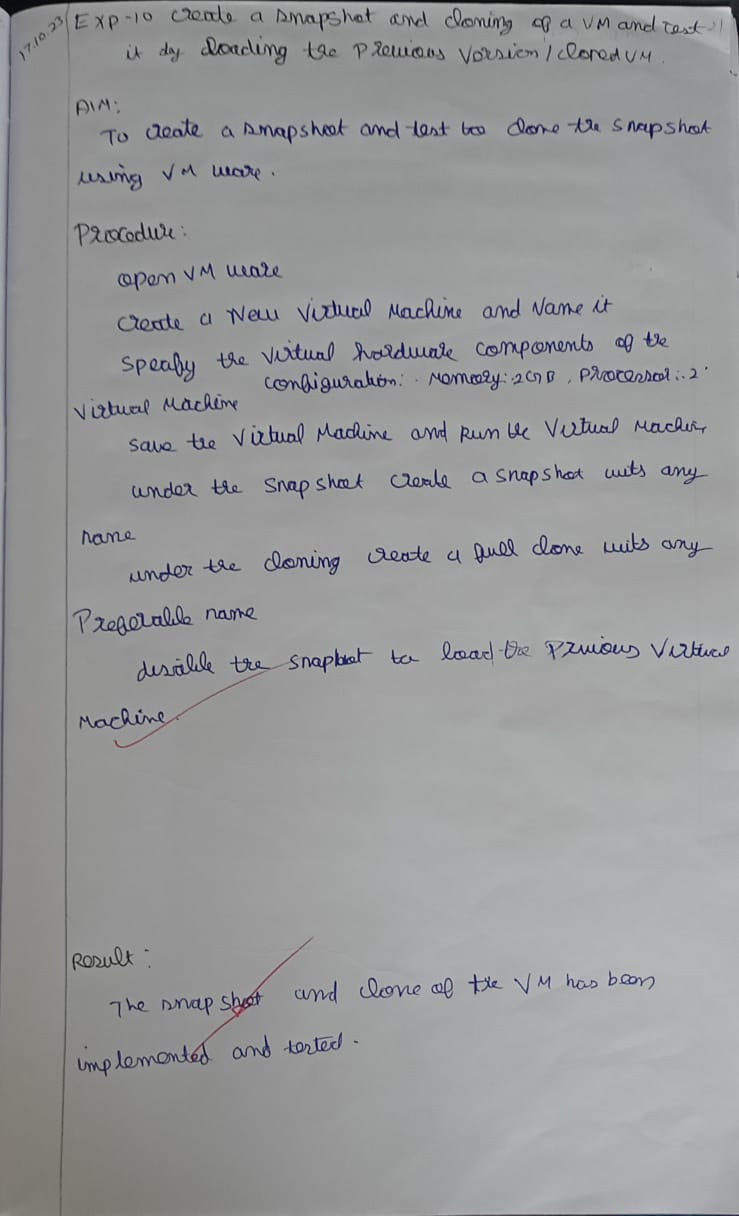 17.10.23
Exp-10 Create a snapshot and cloning of a VM and test
it by loading the Previous Version / cloned VM.
AIM:
To create a snapshoot and test too clone the snapshoot
using VM ware.
Procedure:
open VM ware
create a New Virtual Machine and Name it
specify the virtual hardware components of the
configuration: Memory: 2GB, Processor: 2
Virtual Machine
save the Virtual Machine and Run the Virtual Machine
under the snapshoot create a snapshot with any
name
under the cloning create a full clone with any
Preferable name
disable the snapshot to load the Previous Virtual
Machine.
Result:
The snapshoot and clone of the VM has been
implemented and tested.